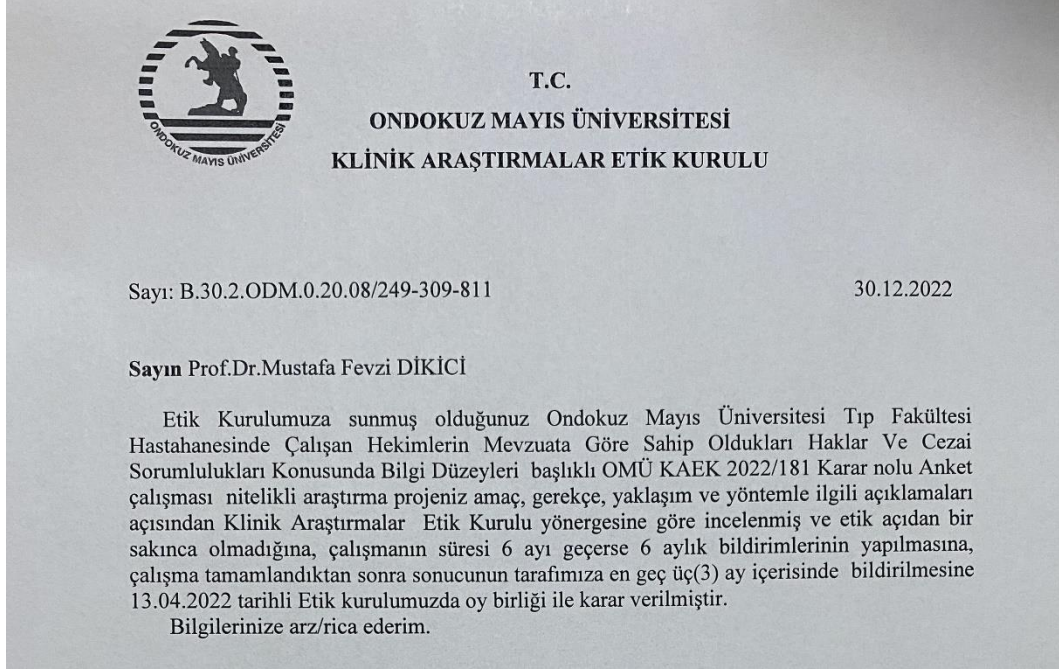 ONDOKUZ MAYIS ÜNİVERSİTESİ
T.C.
ONDOKUZ MAYIS ÜNİVERSİTESİ
KLİNİK ARAŞTIRMALAR ETİK KURULU
Sayı: B.30.2.ODM.0.20.08/249-309-811 30.12.2022
Sayın Prof.Dr.Mustafa Fevzi DİKİCİ
Etik Kurulumuza sunmuş olduğunuz Ondokuz Mayıs Üniversitesi Tıp Fakültesi
Hastahanesinde Çalışan Hekimlerin Mevzuata Göre Sahip Oldukları Haklar Ve Cezai
Sorumlulukları Konusunda Bilgi Düzeyleri başlıklı OMÜ KAEK 2022/181 Karar nolu Anket
çalışması nitelikli araştırma projeniz amaç, gerekçe, yaklaşım ve yöntemle ilgili açıklamaları
açısından Klinik Araştırmalar Etik Kurulu yönergesine göre incelenmiş ve etik açıdan bir
sakınca olmadığına, çalışmanın süresi 6 ayı geçerse 6 aylık bildirimlerinin yapılmasına,
çalışma tamamlandıktan sonra sonucunun tarafımıza en geç üç(3) ay içerisinde bildirilmesine
13.04.2022 tarihli Etik kurulumuzda oy birliği ile karar verilmiştir.
Bilgilerinize arz/rica ederim.